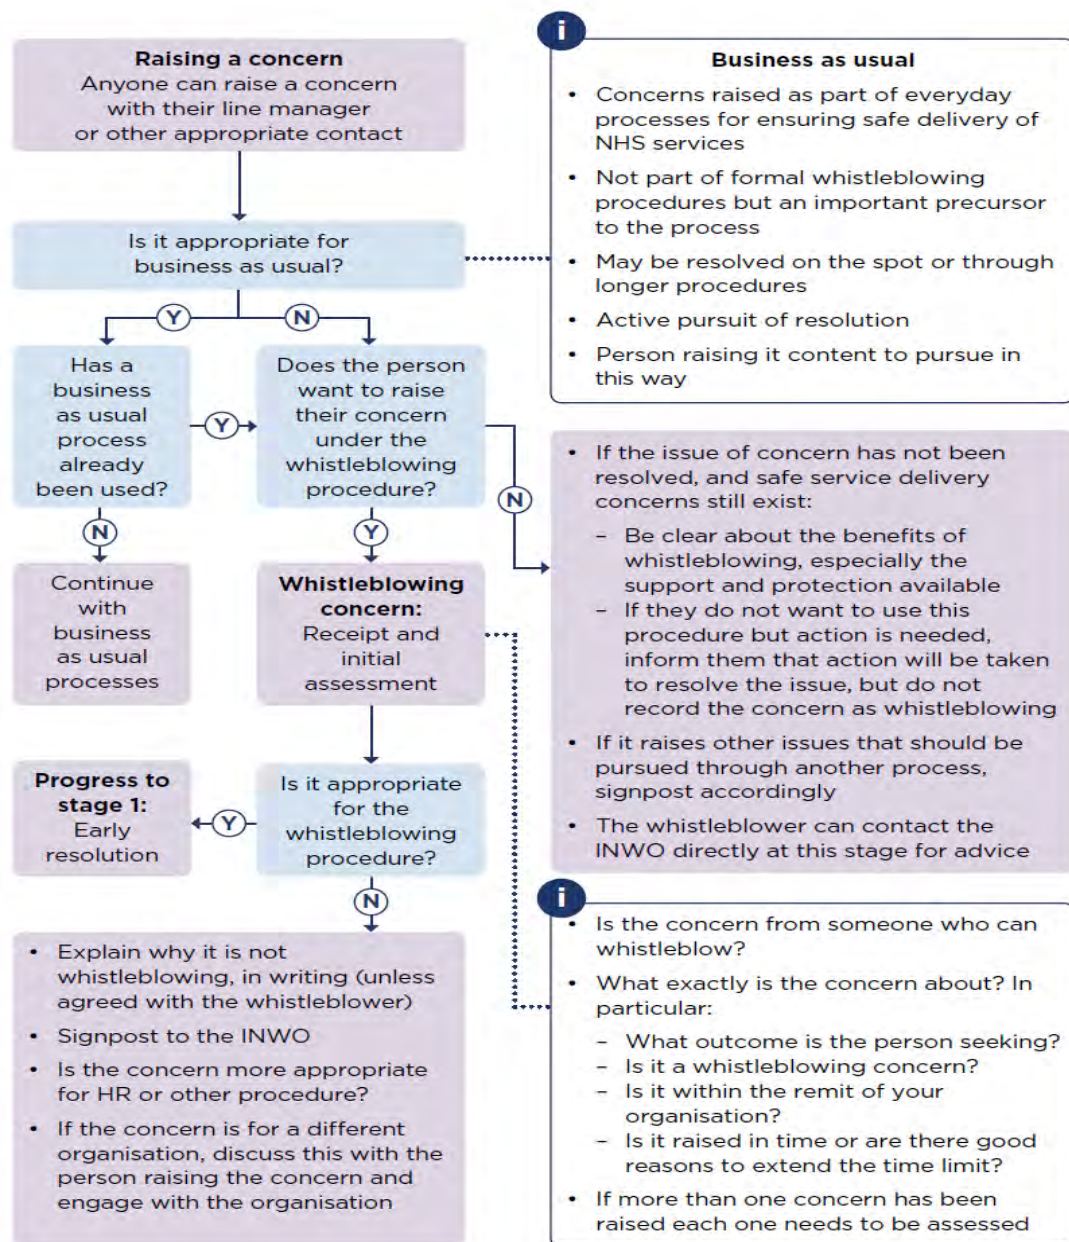 Raising a concern
Anyone can raise a concern
with their line manager
or other appropriate contact
i
Business as usual
• Concerns raised as part of everyday
processes for ensuring safe delivery of
NHS services
• Not part of formal whistleblowing
procedures but an important precursor
to the process
• May be resolved on the spot or through
longer procedures
• Active pursuit of resolution
• Person raising it content to pursue in
this way
Is it appropriate for
business as usual?
Y
N
Has a
business
as usual
process
already
been used?
Y
Does the person
want to raise
their concern
under the
whistleblowing
procedure?
N
• If the issue of concern has not been
resolved, and safe service delivery
concerns still exist:
– Be clear about the benefits of
whistleblowing, especially the
support and protection available
– If they do not want to use this
procedure but action is needed,
inform them that action will be taken
to resolve the issue, but do not
record the concern as whistleblowing
• If it raises other issues that should be
pursued through another process,
signpost accordingly
• The whistleblower can contact the
INWO directly at this stage for advice
N
Y
Continue
with
business
as usual
processes
Whistleblowing
concern:
Receipt and
initial
assessment
Progress to
stage 1:
Early
resolution
Y
Is it appropriate
for the
whistleblowing
procedure?
N
• Explain why it is not
whistleblowing, in writing (unless
agreed with the whistleblower)
• Signpost to the INWO
• Is the concern more appropriate
for HR or other procedure?
• If the concern is for a different
organisation, discuss this with the
person raising the concern and
engage with the organisation
i
• Is the concern from someone who can
whistleblow?
• What exactly is the concern about? In
particular:
– What outcome is the person seeking?
– Is it a whistleblowing concern?
– Is it within the remit of your
organisation?
– Is it raised in time or are there good
reasons to extend the time limit?
• If more than one concern has been
raised each one needs to be assessed